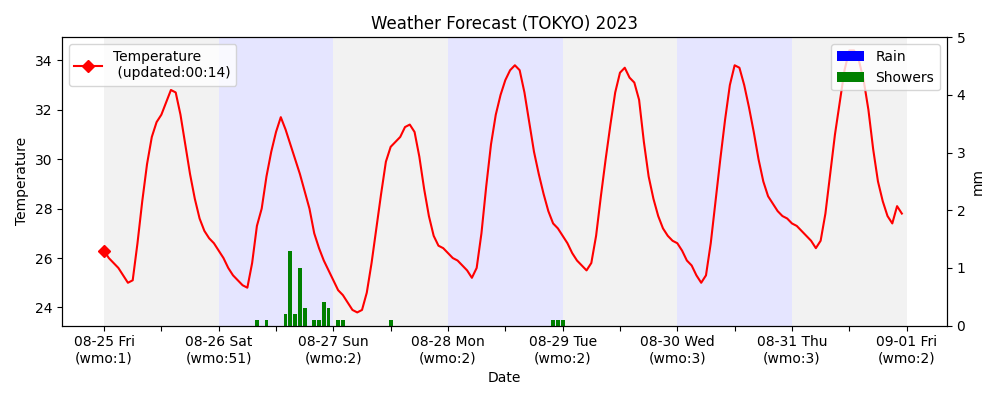 Weather Forecast (TOKYO) 2023
Temperature
(updated:00:14)
Rain
Showers
Temperature
34
32
30
28
26
24
5
4
3
2
1
0
mm
08-25 Fri
(wmo:1)
08-26 Sat
(wmo:51)
08-27 Sun
(wmo:2)
08-28 Mon
(wmo:2)
08-29 Tue
(wmo:2)
08-30 Wed
(wmo:3)
08-31 Thu
(wmo:3)
09-01 Fri
(wmo:2)
Date